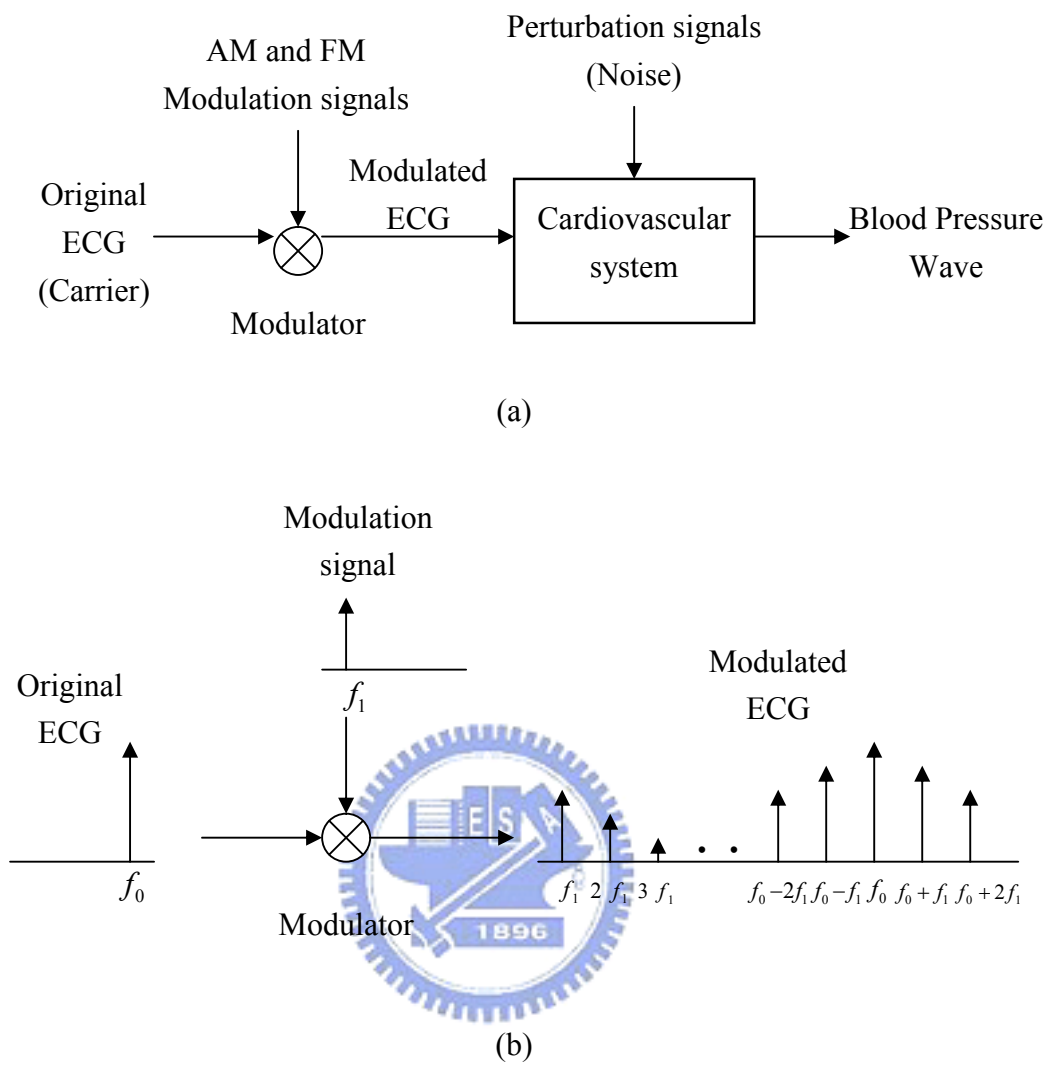 Perturbation signals
(Noise)
AM and FM
Modulation signals
Modulated
ECG
Original
ECG
(Carrier)
Cardiovascular
system
Blood Pressure
Wave
Modulator
(a)
Modulation
signal
f₁
Modulated
ECG
Original
ECG
f₀
E S A
f₁ 2 f₁ 3 f₁ . . f₀ − 2f₁ f₀ − f₁ f₀ f₀ + f₁ f₀ + 2f₁
Modulator
1896
(b)